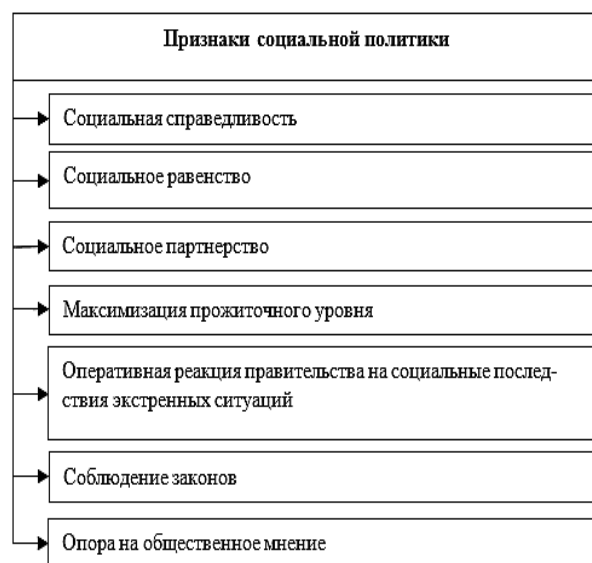 Признаки социальной политики
Социальная справедливость
Социальное равенство
Социальное партнерство
Максимизация прожиточного уровня
Оперативная реакция правительства на социальные послед-
ствия экстренных ситуаций
Соблюдение законов
Опора на общественное мнение